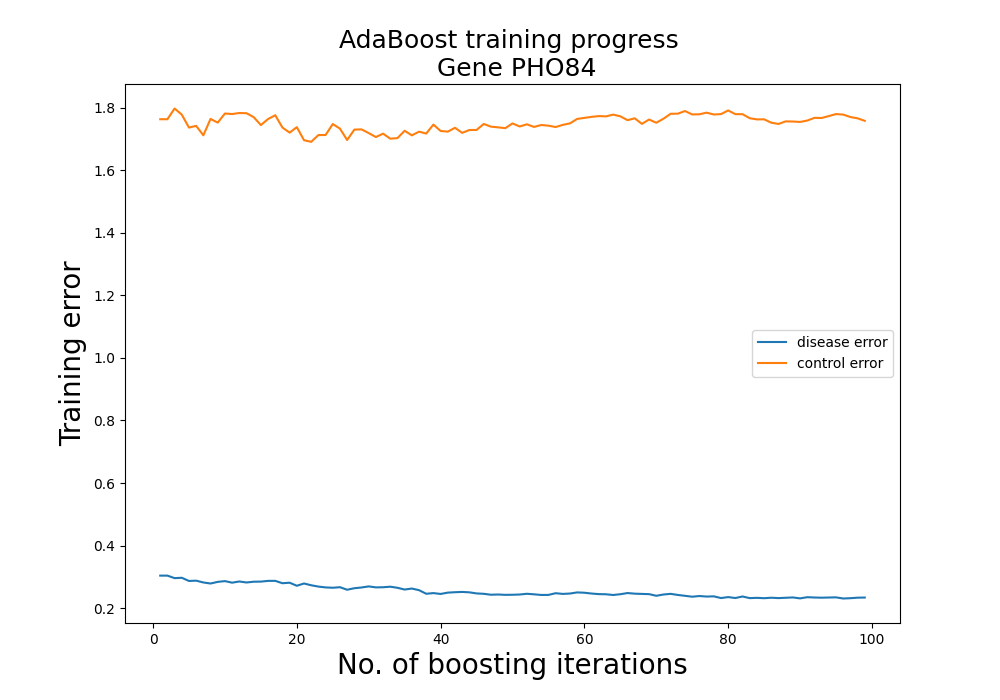 AdaBoost training progress
Gene PHO84
Training error
1.8
1.6
1.4
1.2
1.0
0.8
0.6
0.4
0.2
disease error
control error
0 20 40 60 80 100
No. of boosting iterations